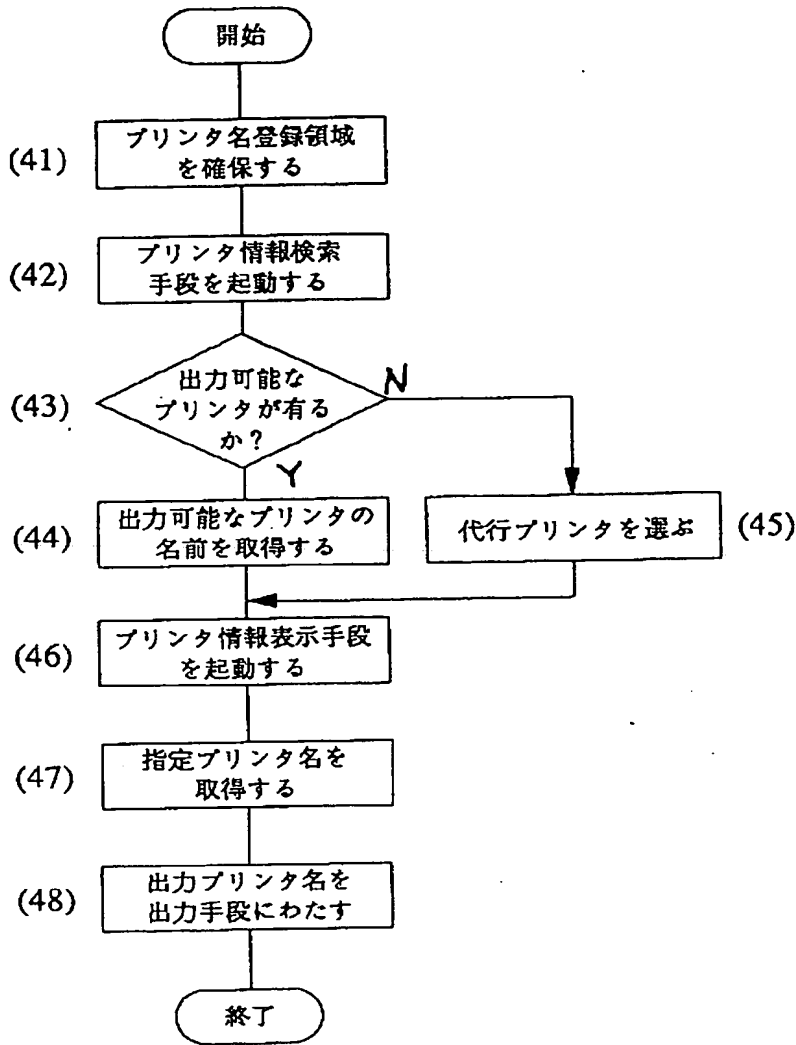 開始
(41)
プリンタ名登録領域
を確保する
(42)
プリンタ情報検索
手段を起動する
(43)
出力可能な
プリンタが有る
か?
N
Y
(44)
出力可能なプリンタの
名前を取得する
代行プリンタを選ぶ
(45)
(46)
プリンタ情報表示手段
を起動する
(47)
指定プリンタ名を
取得する
(48)
出力プリンタ名を
出力手段にわたす
終了